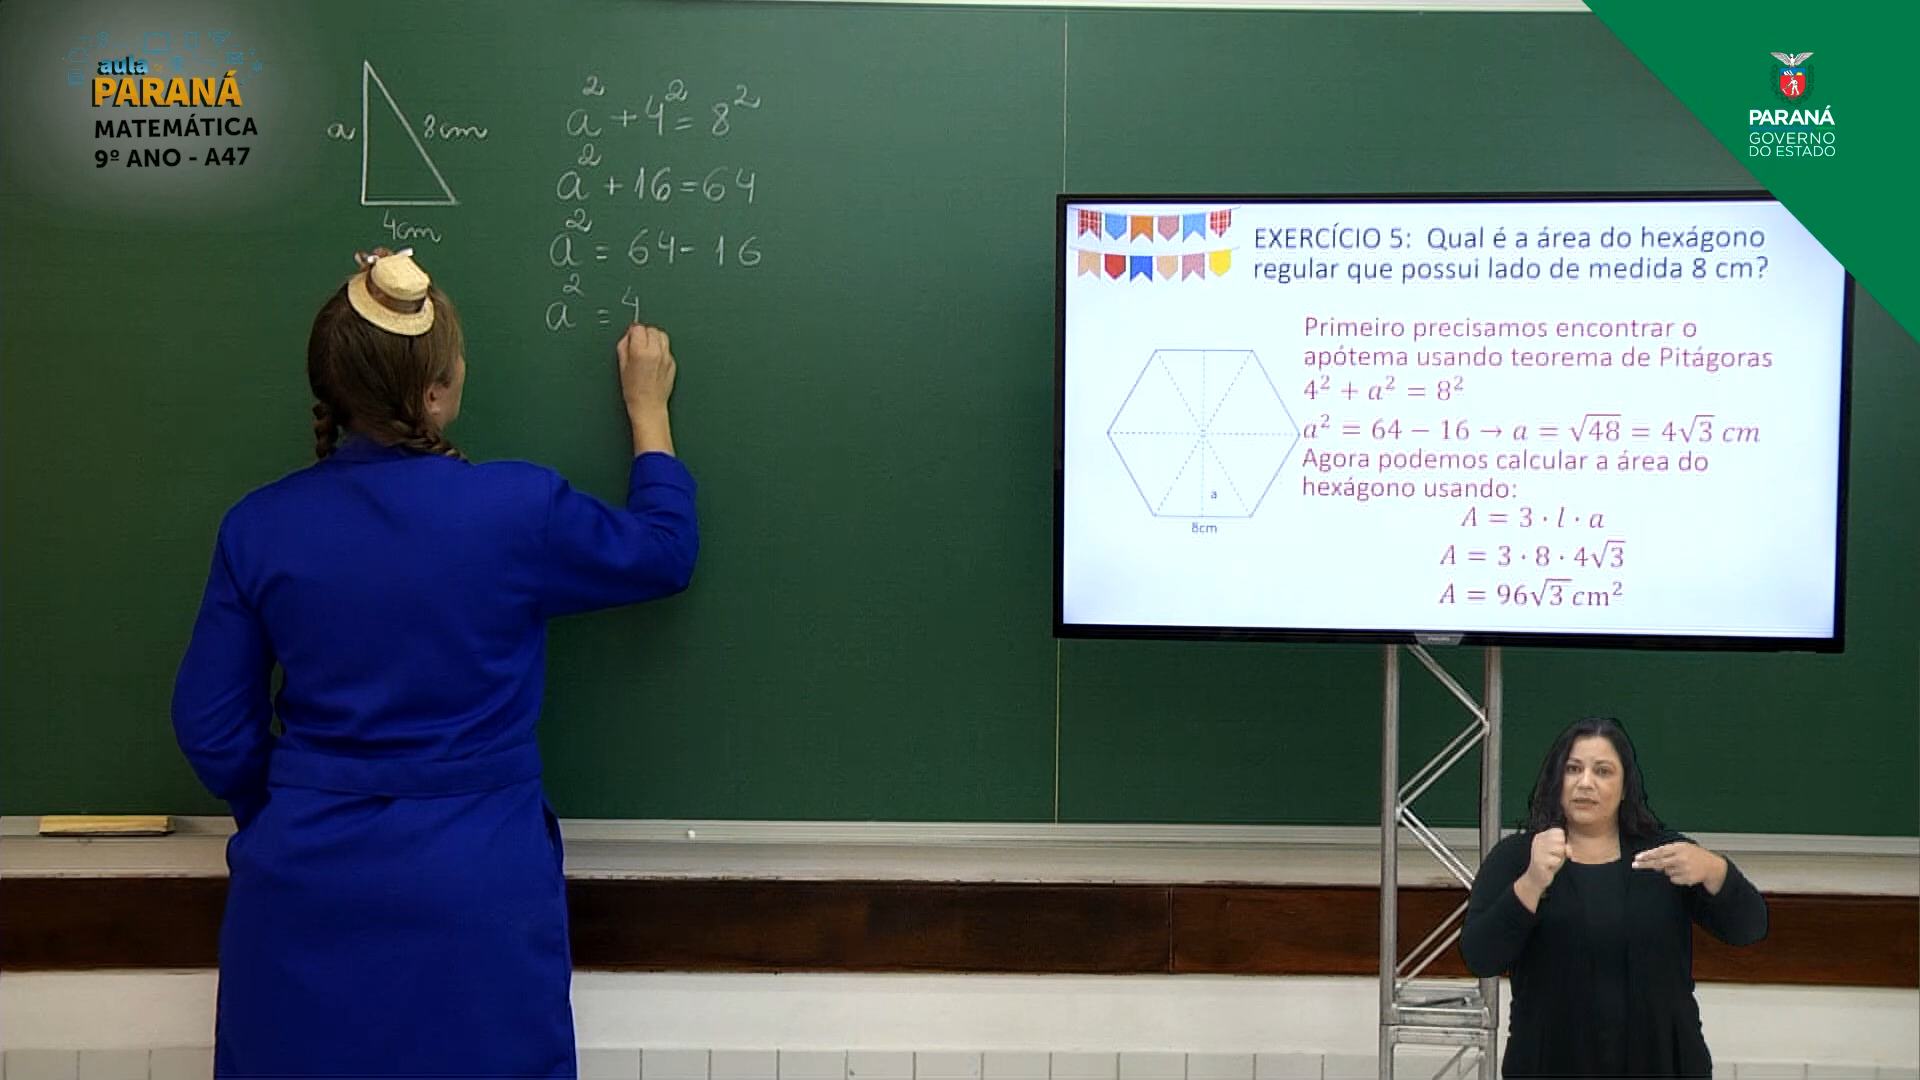 aula
PARANÁ
MATEMÁTICA
9º ANO - A47
a
8cm
4cm
a² + 4² = 8²
a² + 16 = 64
a² = 64 - 16
a² = 4
PARANÁ
GOVERNO
DO ESTADO
EXERCÍCIO 5: Qual é a área do hexágono
regular que possui lado de medida 8 cm?
Primeiro precisamos encontrar o
apótema usando teorema de Pitágoras
4² + a² = 8²
a² = 64 − 16 → a = √48 = 4√3 cm
Agora podemos calcular a área do
hexágono usando:
A = 3 · l · a
A = 3 · 8 · 4√3
A = 96√3 cm²
a
8cm